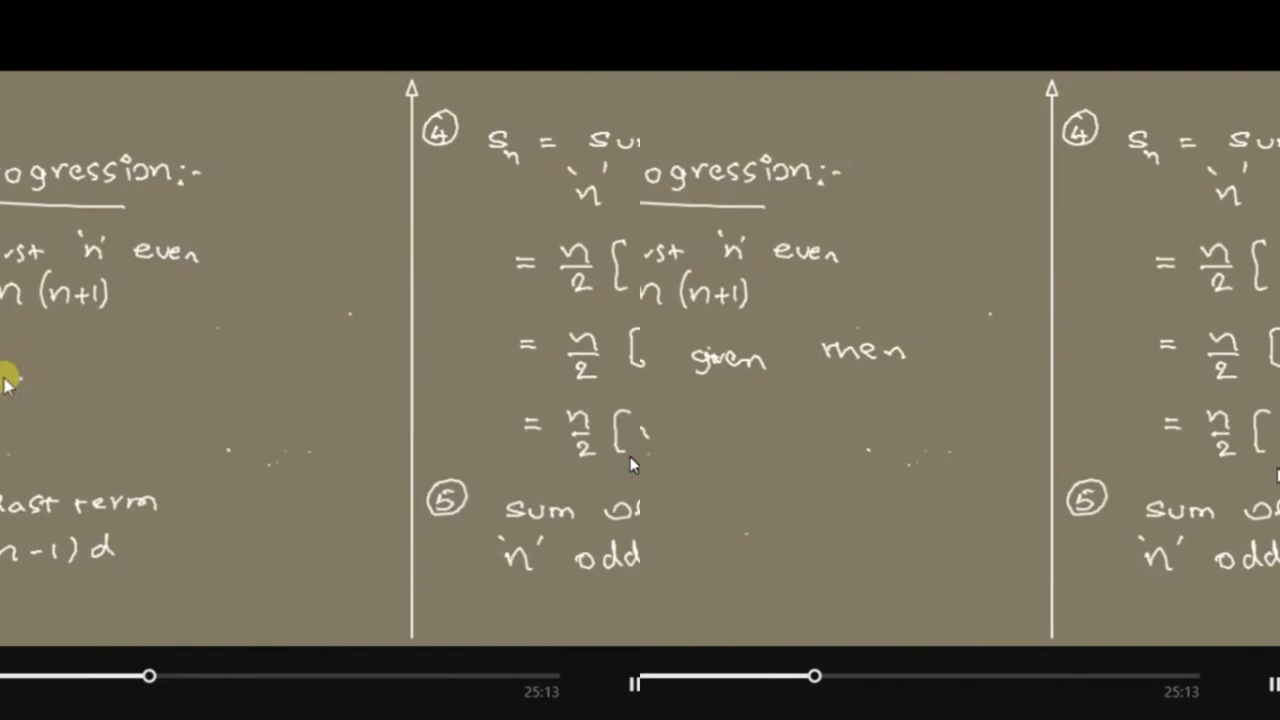 ogression:-
rst 'n' even
n (n+1)
last term
n-1) d
④ Sn = su
'n'
= n/2 [
= n/2 [
= n/2 [
⑤ sum o
'n' odd
25:13
ogression:-
rst 'n' even
n (n+1)
given then
④ Sn = su
'n'
= n/2 [
= n/2 [
= n/2 [
⑤ sum o
'n' odd
25:13